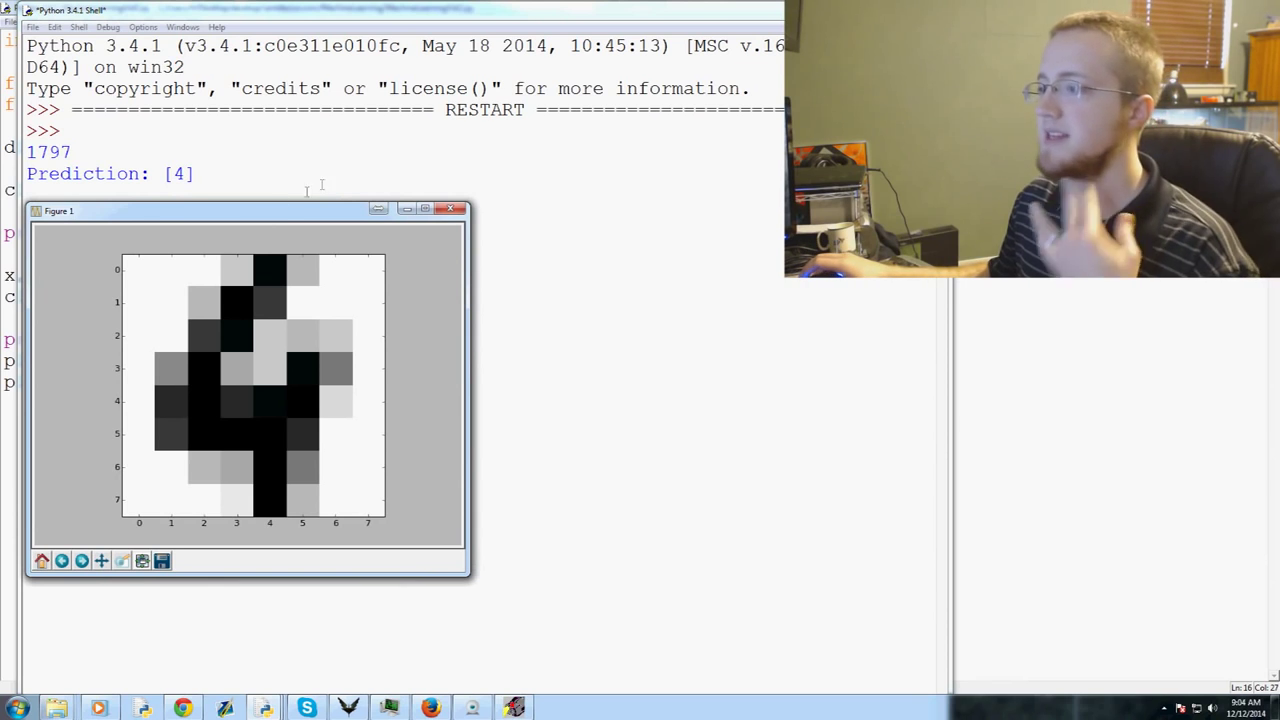 *Python 3.4.1 Shell*
File Edit Shell Debug Options Windows Help
Python 3.4.1 (v3.4.1:c0e311e010fc, May 18 2014, 10:45:13) [MSC v.16
D64)] on win32
Type "copyright", "credits" or "license()" for more information.
>>> ================================ RESTART ================================
>>>
1797
Prediction: [4]
Figure 1
0
1
2
3
4
5
6
7
0 1 2 3 4 5 6 7
Ln: 16 Col: 27
9:04 AM
12/12/2014